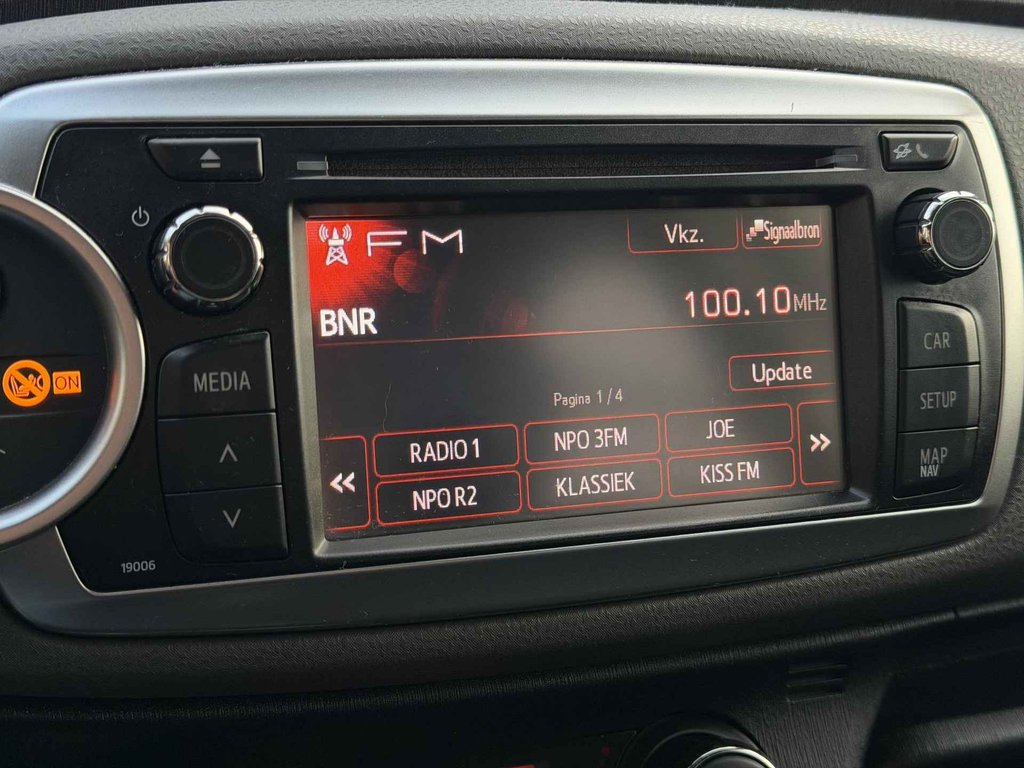 FM
Vkz.
Signaalbron
BNR
100.10MHz
Update
Pagina 1 / 4
RADIO 1
NPO 3FM
JOE
NPO R2
KLASSIEK
KISS FM
MEDIA
CAR
SETUP
MAP
NAV
ON
19006